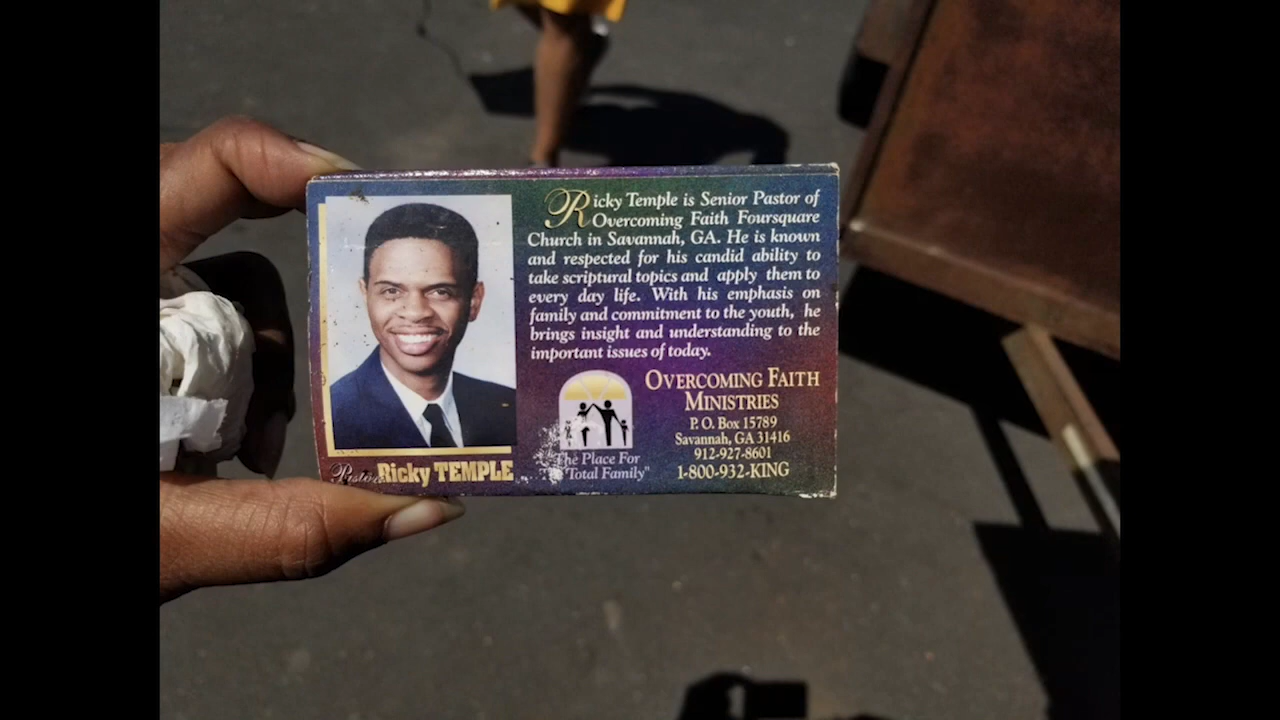 Ricky Temple is Senior Pastor of
Overcoming Faith Foursquare
Church in Savannah, GA. He is known
and respected for his candid ability to
take scriptural topics and apply them to
every day life. With his emphasis on
family and commitment to the youth, he
brings insight and understanding to the
important issues of today.
OVERCOMING FAITH
MINISTRIES
P. O. Box 15789
Savannah, GA 31416
912-927-8601
1-800-932-KING
The Place For
Total Family"
Pastor Ricky TEMPLE